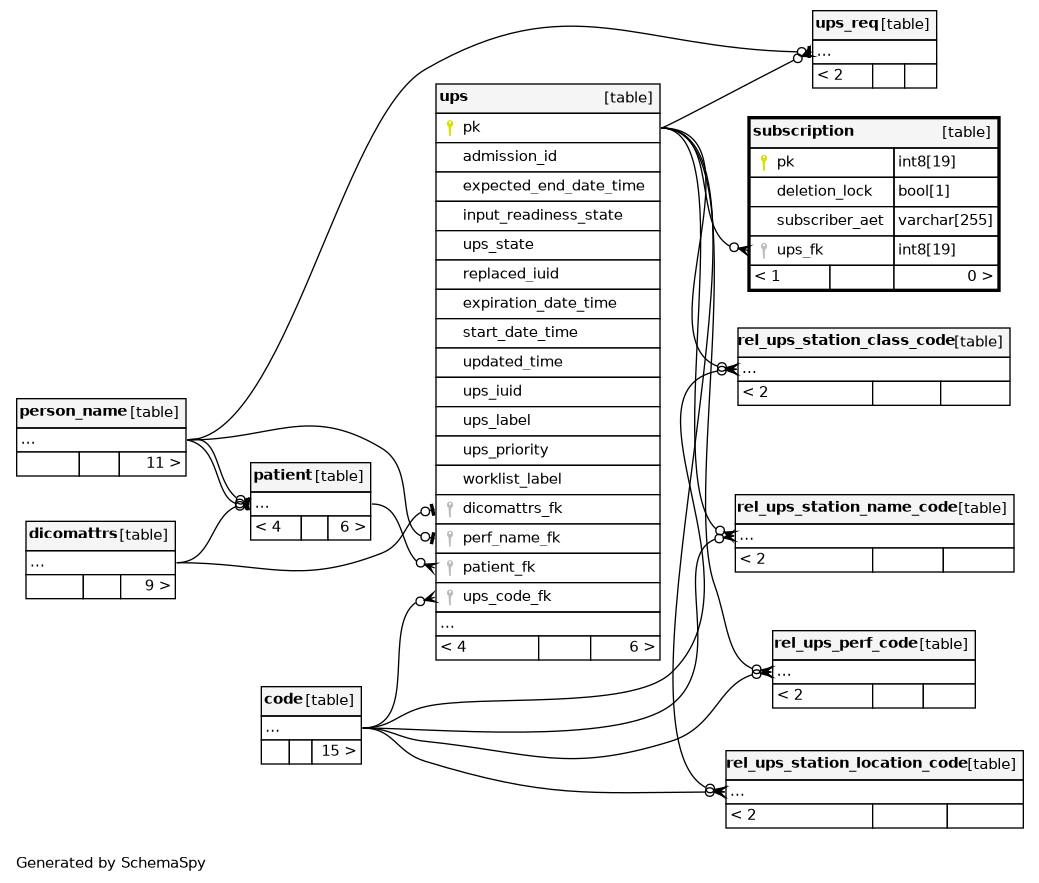 ups_req [table]
...
< 2
ups [table]
pk
admission_id
expected_end_date_time
input_readiness_state
ups_state
replaced_iuid
expiration_date_time
start_date_time
updated_time
ups_iuid
ups_label
ups_priority
worklist_label
dicomattrs_fk
perf_name_fk
patient_fk
ups_code_fk
...
< 4 6 >
subscription [table]
pk int8[19]
deletion_lock bool[1]
subscriber_aet varchar[255]
ups_fk int8[19]
< 1 0 >
rel_ups_station_class_code [table]
...
< 2
person_name [table]
...
11 >
patient [table]
...
< 4 6 >
dicomattrs [table]
...
9 >
rel_ups_station_name_code [table]
...
< 2
rel_ups_perf_code [table]
...
< 2
code [table]
...
15 >
rel_ups_station_location_code [table]
...
< 2
Generated by SchemaSpy